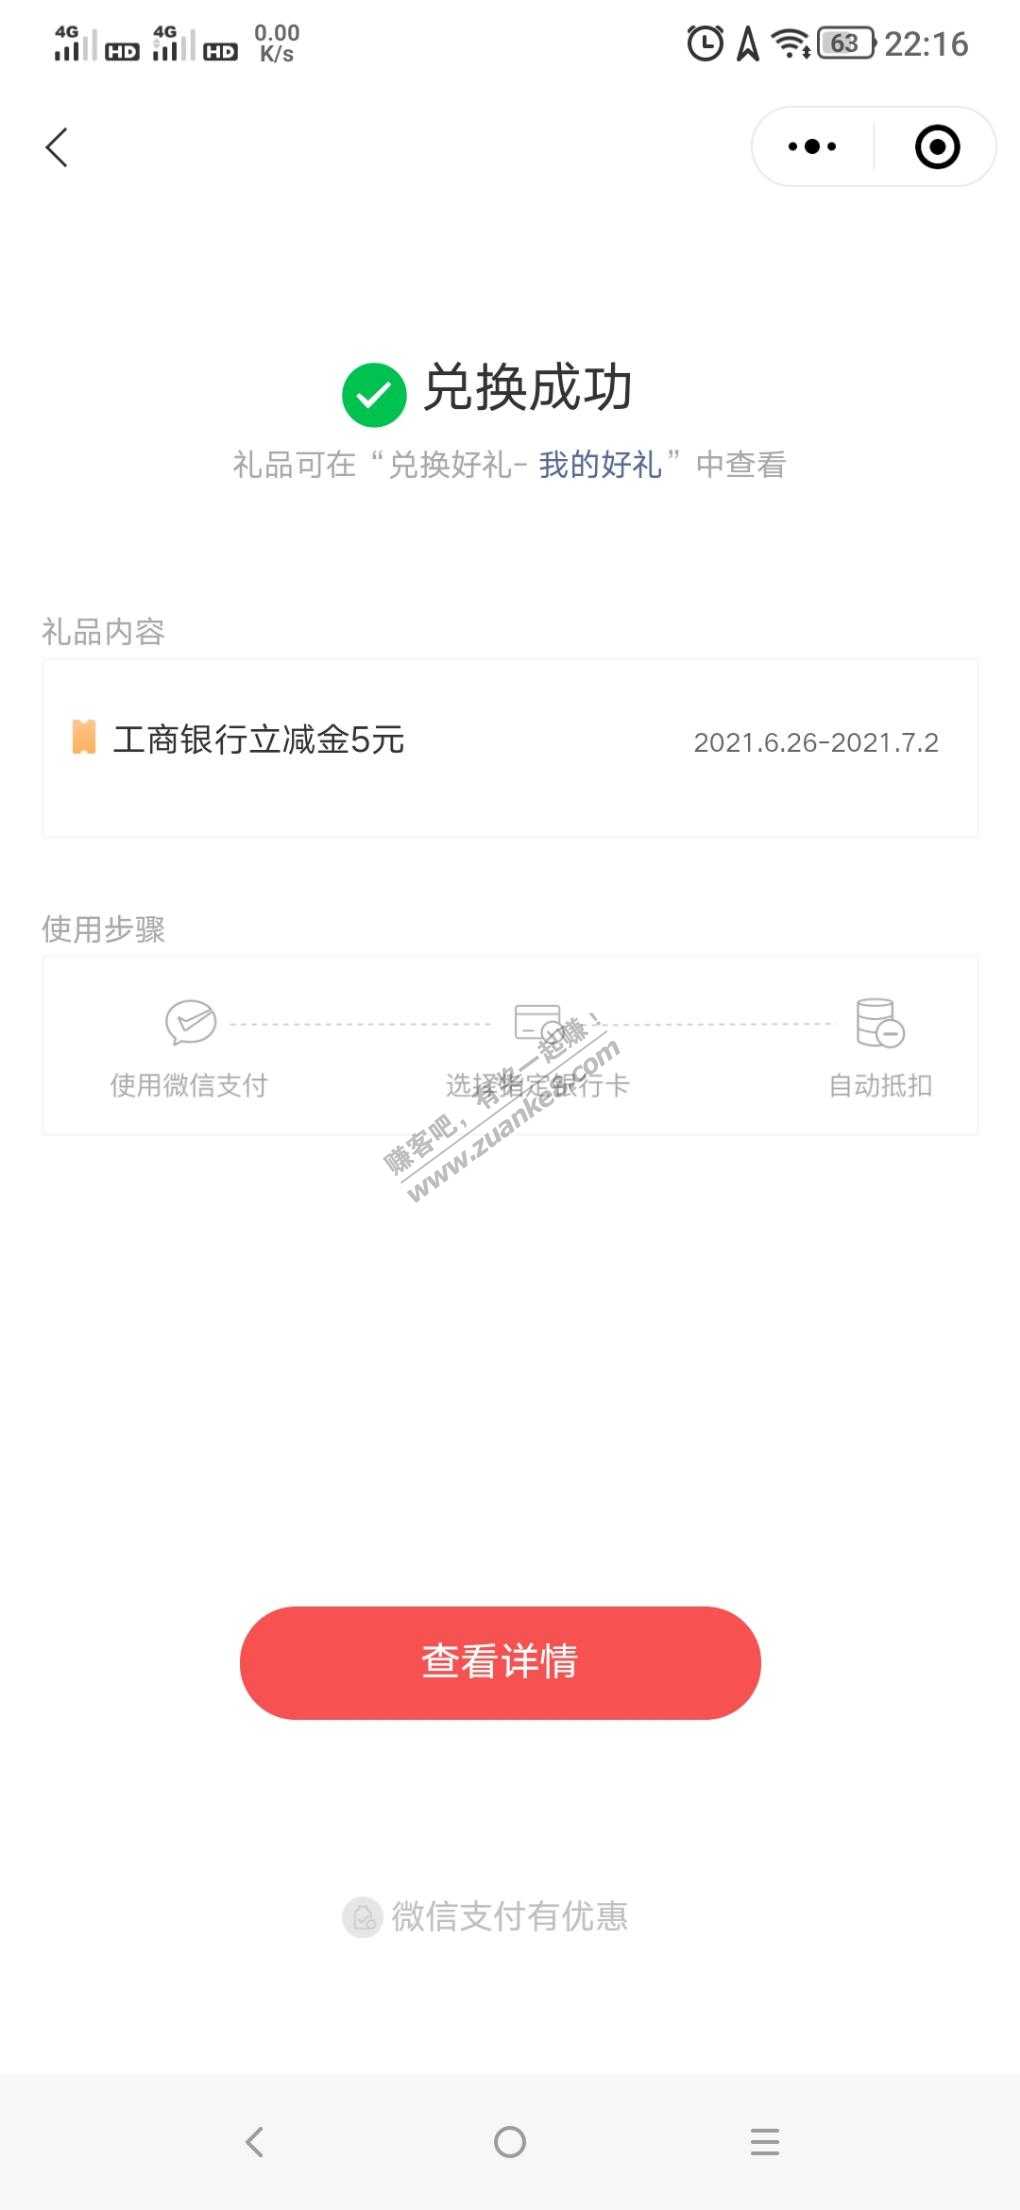 4G HD 4G HD 0.00 K/s 63 22:16
兑换成功
礼品可在“兑换好礼-我的好礼”中查看
礼品内容
工商银行立减金5元 2021.6.26-2021.7.2
使用步骤
使用微信支付 选择指定银行卡 自动抵扣
赚客吧，有奖一起赚！
www.zuanke8.com
查看详情
微信支付有优惠